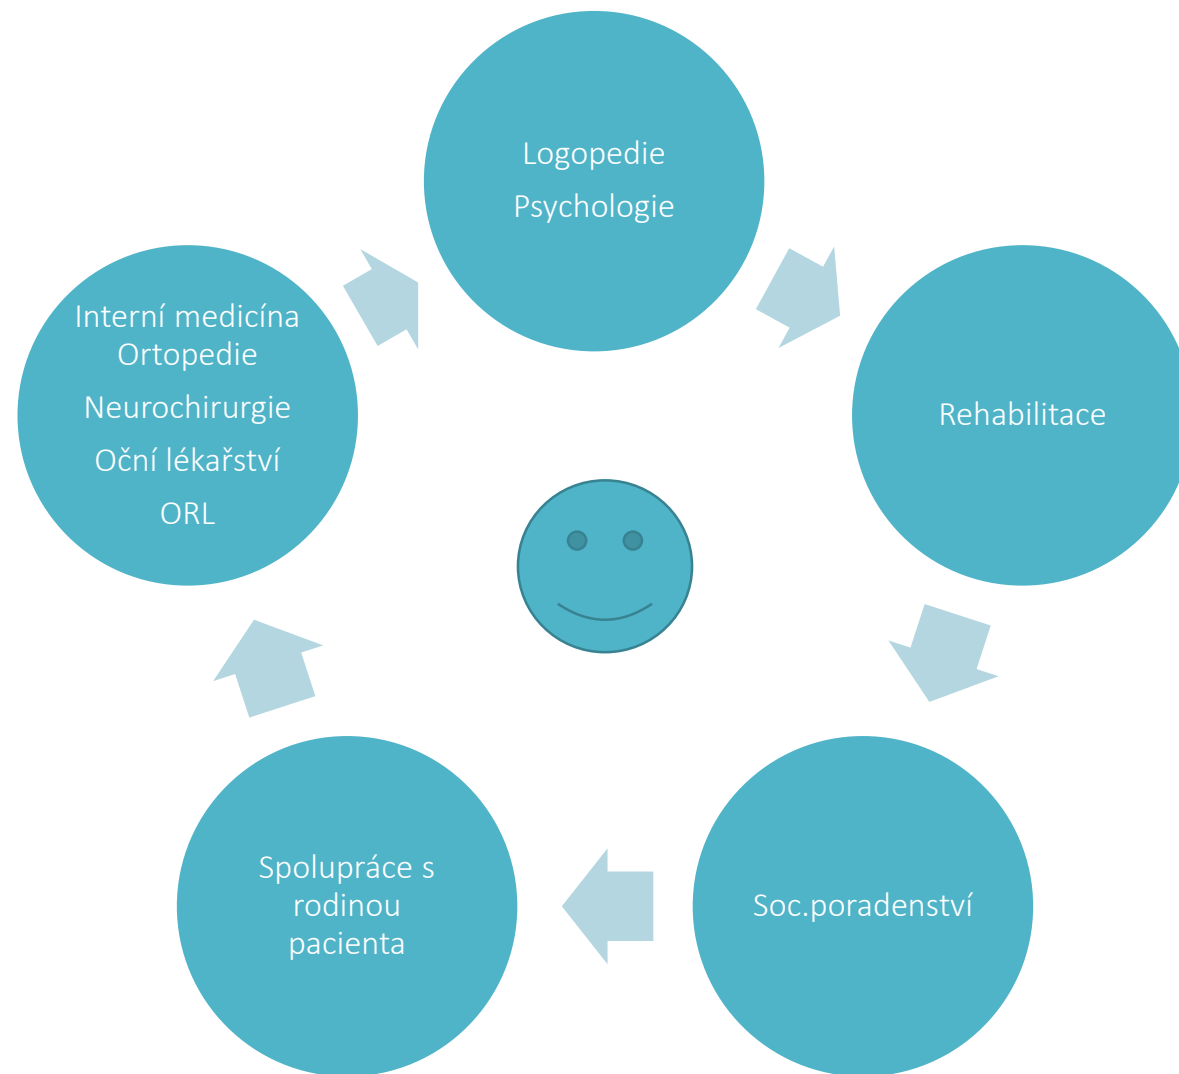 Logopedie
Psychologie
Interní medicína
Ortopedie
Neurochirurgie
Oční lékařství
ORL
Rehabilitace
Spolupráce s
rodinou
pacienta
Soc.poradenství